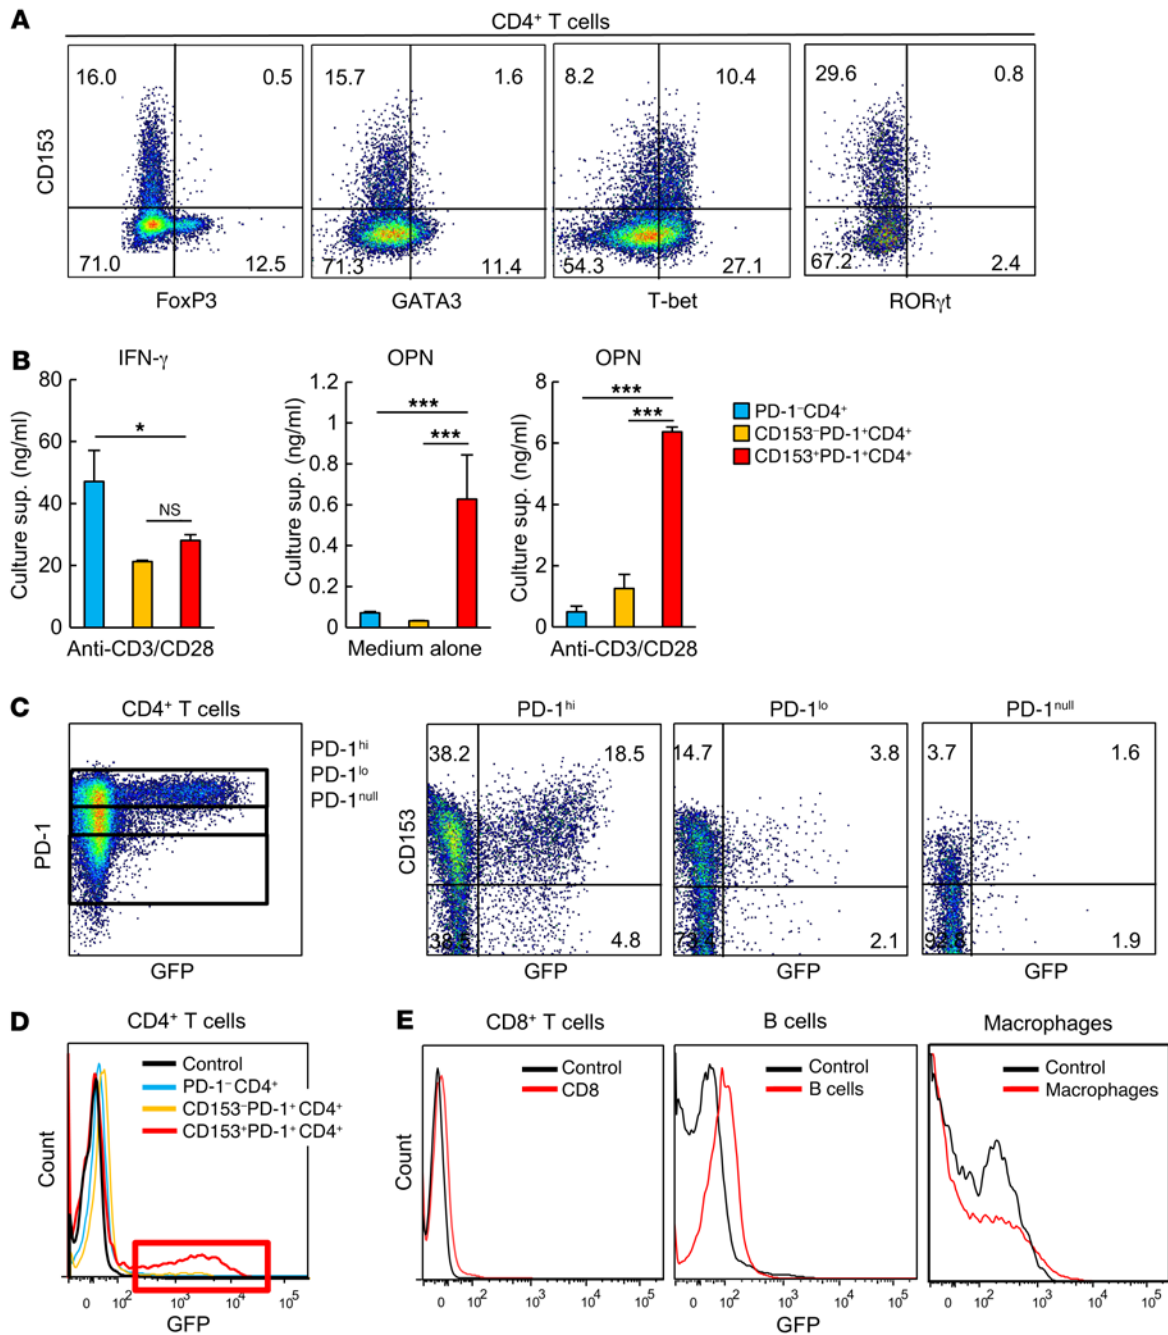 A
CD4⁺ T cells
16.0 0.5
71.0 12.5
15.7 1.6
71.3 11.4
8.2 10.4
54.3 27.1
29.6 0.8
67.2 2.4
CD153
FoxP3 GATA3 T-bet RORγt
B
IFN-γ
80
60
40
20
0
Culture sup. (ng/ml)
*
NS
Anti-CD3/CD28
OPN
1.2
1
0.8
0.6
0.4
0.2
0
Culture sup. (ng/ml)
***
***
Medium alone
OPN
8
6
4
2
0
Culture sup. (ng/ml)
***
***
Anti-CD3/CD28
PD-1⁻CD4⁺
CD153⁻PD-1⁺CD4⁺
CD153⁺PD-1⁺CD4⁺
C
CD4⁺ T cells
PD-1
GFP
PD-1ʰⁱ
PD-1ˡᵒ
PD-1ⁿᵘˡˡ
PD-1ʰⁱ
38.2 18.5
38.5 4.8
CD153
GFP
PD-1ˡᵒ
14.7 3.8
2.1
GFP
PD-1ⁿᵘˡˡ
3.7 1.6
1.9
GFP
D
CD4⁺ T cells
Control
PD-1⁻ CD4⁺
CD153⁻PD-1⁺ CD4⁺
CD153⁺PD-1⁺ CD4⁺
Count
0 10² 10³ 10⁴ 10⁵
GFP
E
CD8⁺ T cells
Control
CD8
Count
0 10² 10³ 10⁴ 10⁵
B cells
Control
B cells
0 10² 10³ 10⁴ 10⁵
GFP
Macrophages
Control
Macrophages
0 10² 10³ 10⁴ 10⁵